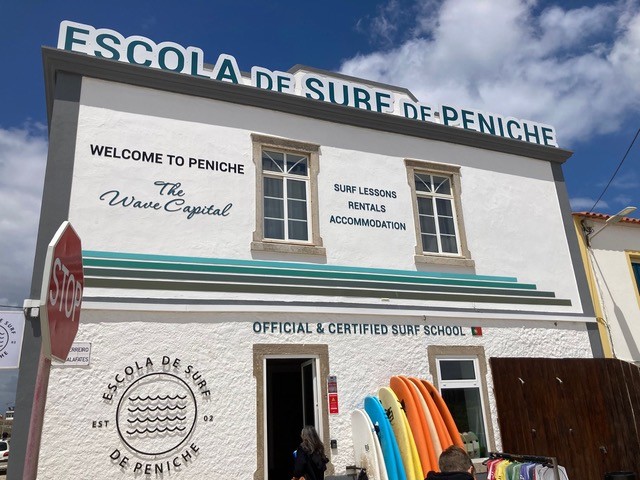 ESCOLA DE SURF DE PENICHE
WELCOME TO PENICHE
The
Wave Capital
SURF LESSONS
RENTALS
ACCOMMODATION
OFFICIAL & CERTIFIED SURF SCHOOL
STOP
ESCOLA DE SURF
EST 02
DE PENICHE